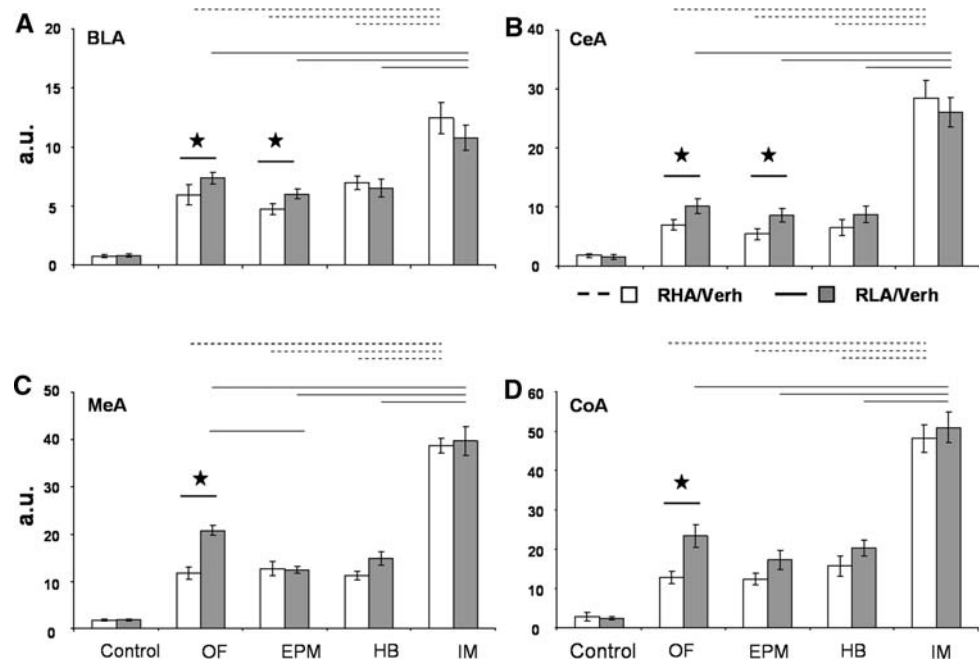 A
BLA
20
15
10
5
0
a.u.
B
CeA
40
30
20
10
0
RHA/Verh
RLA/Verh
C
MeA
50
40
30
20
10
0
a.u.
Control OF EPM HB IM
D
CoA
60
50
40
30
20
10
0
Control OF EPM HB IM